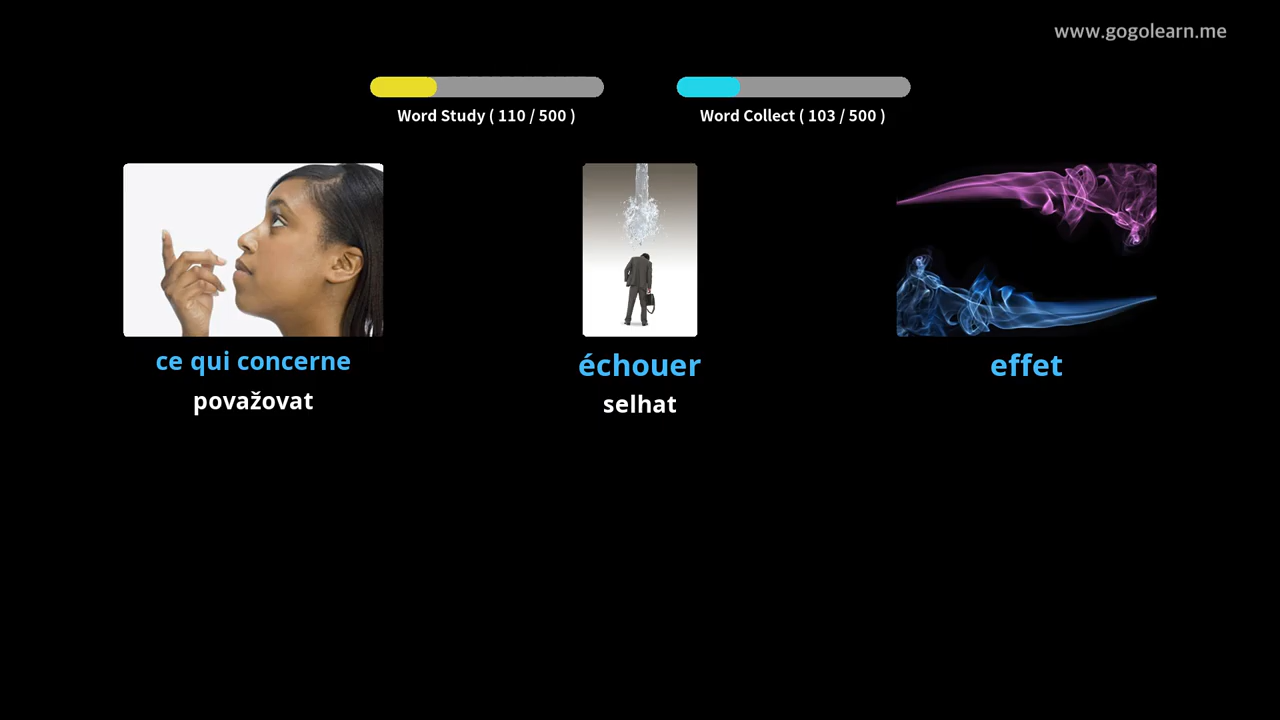 www.gogolearn.me
Word Study ( 110 / 500 )
Word Collect ( 103 / 500 )
ce qui concerne
považovat
échouer
selhat
effet